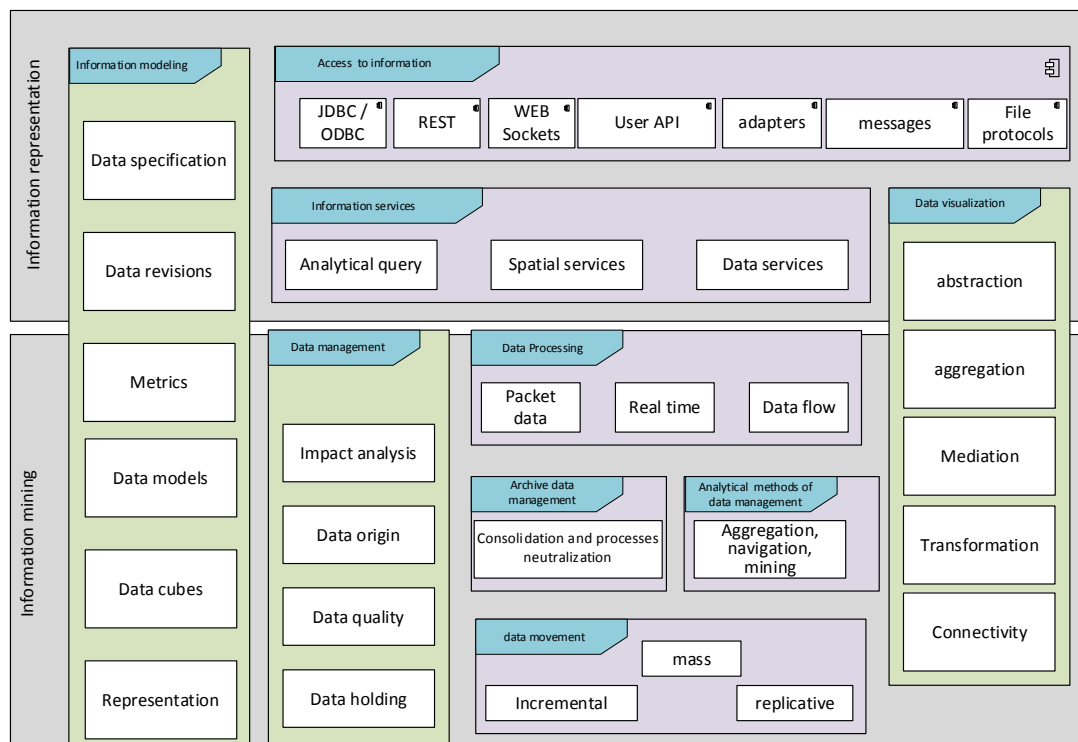 Information representation
Information modeling
Data specification
Data revisions
Metrics
Data models
Data cubes
Representation
Access to information
JDBC /
ODBC
REST
WEB
Sockets
User API
adapters
messages
File
protocols
Information services
Analytical query
Spatial services
Data services
Data visualization
abstraction
aggregation
Mediation
Transformation
Connectivity
Information mining
Data management
Impact analysis
Data origin
Data quality
Data holding
Data Processing
Packet
data
Real time
Data flow
Archive data
management
Consolidation and processes
neutralization
Analytical methods of
data management
Aggregation,
navigation,
mining
data movement
mass
Incremental
replicative